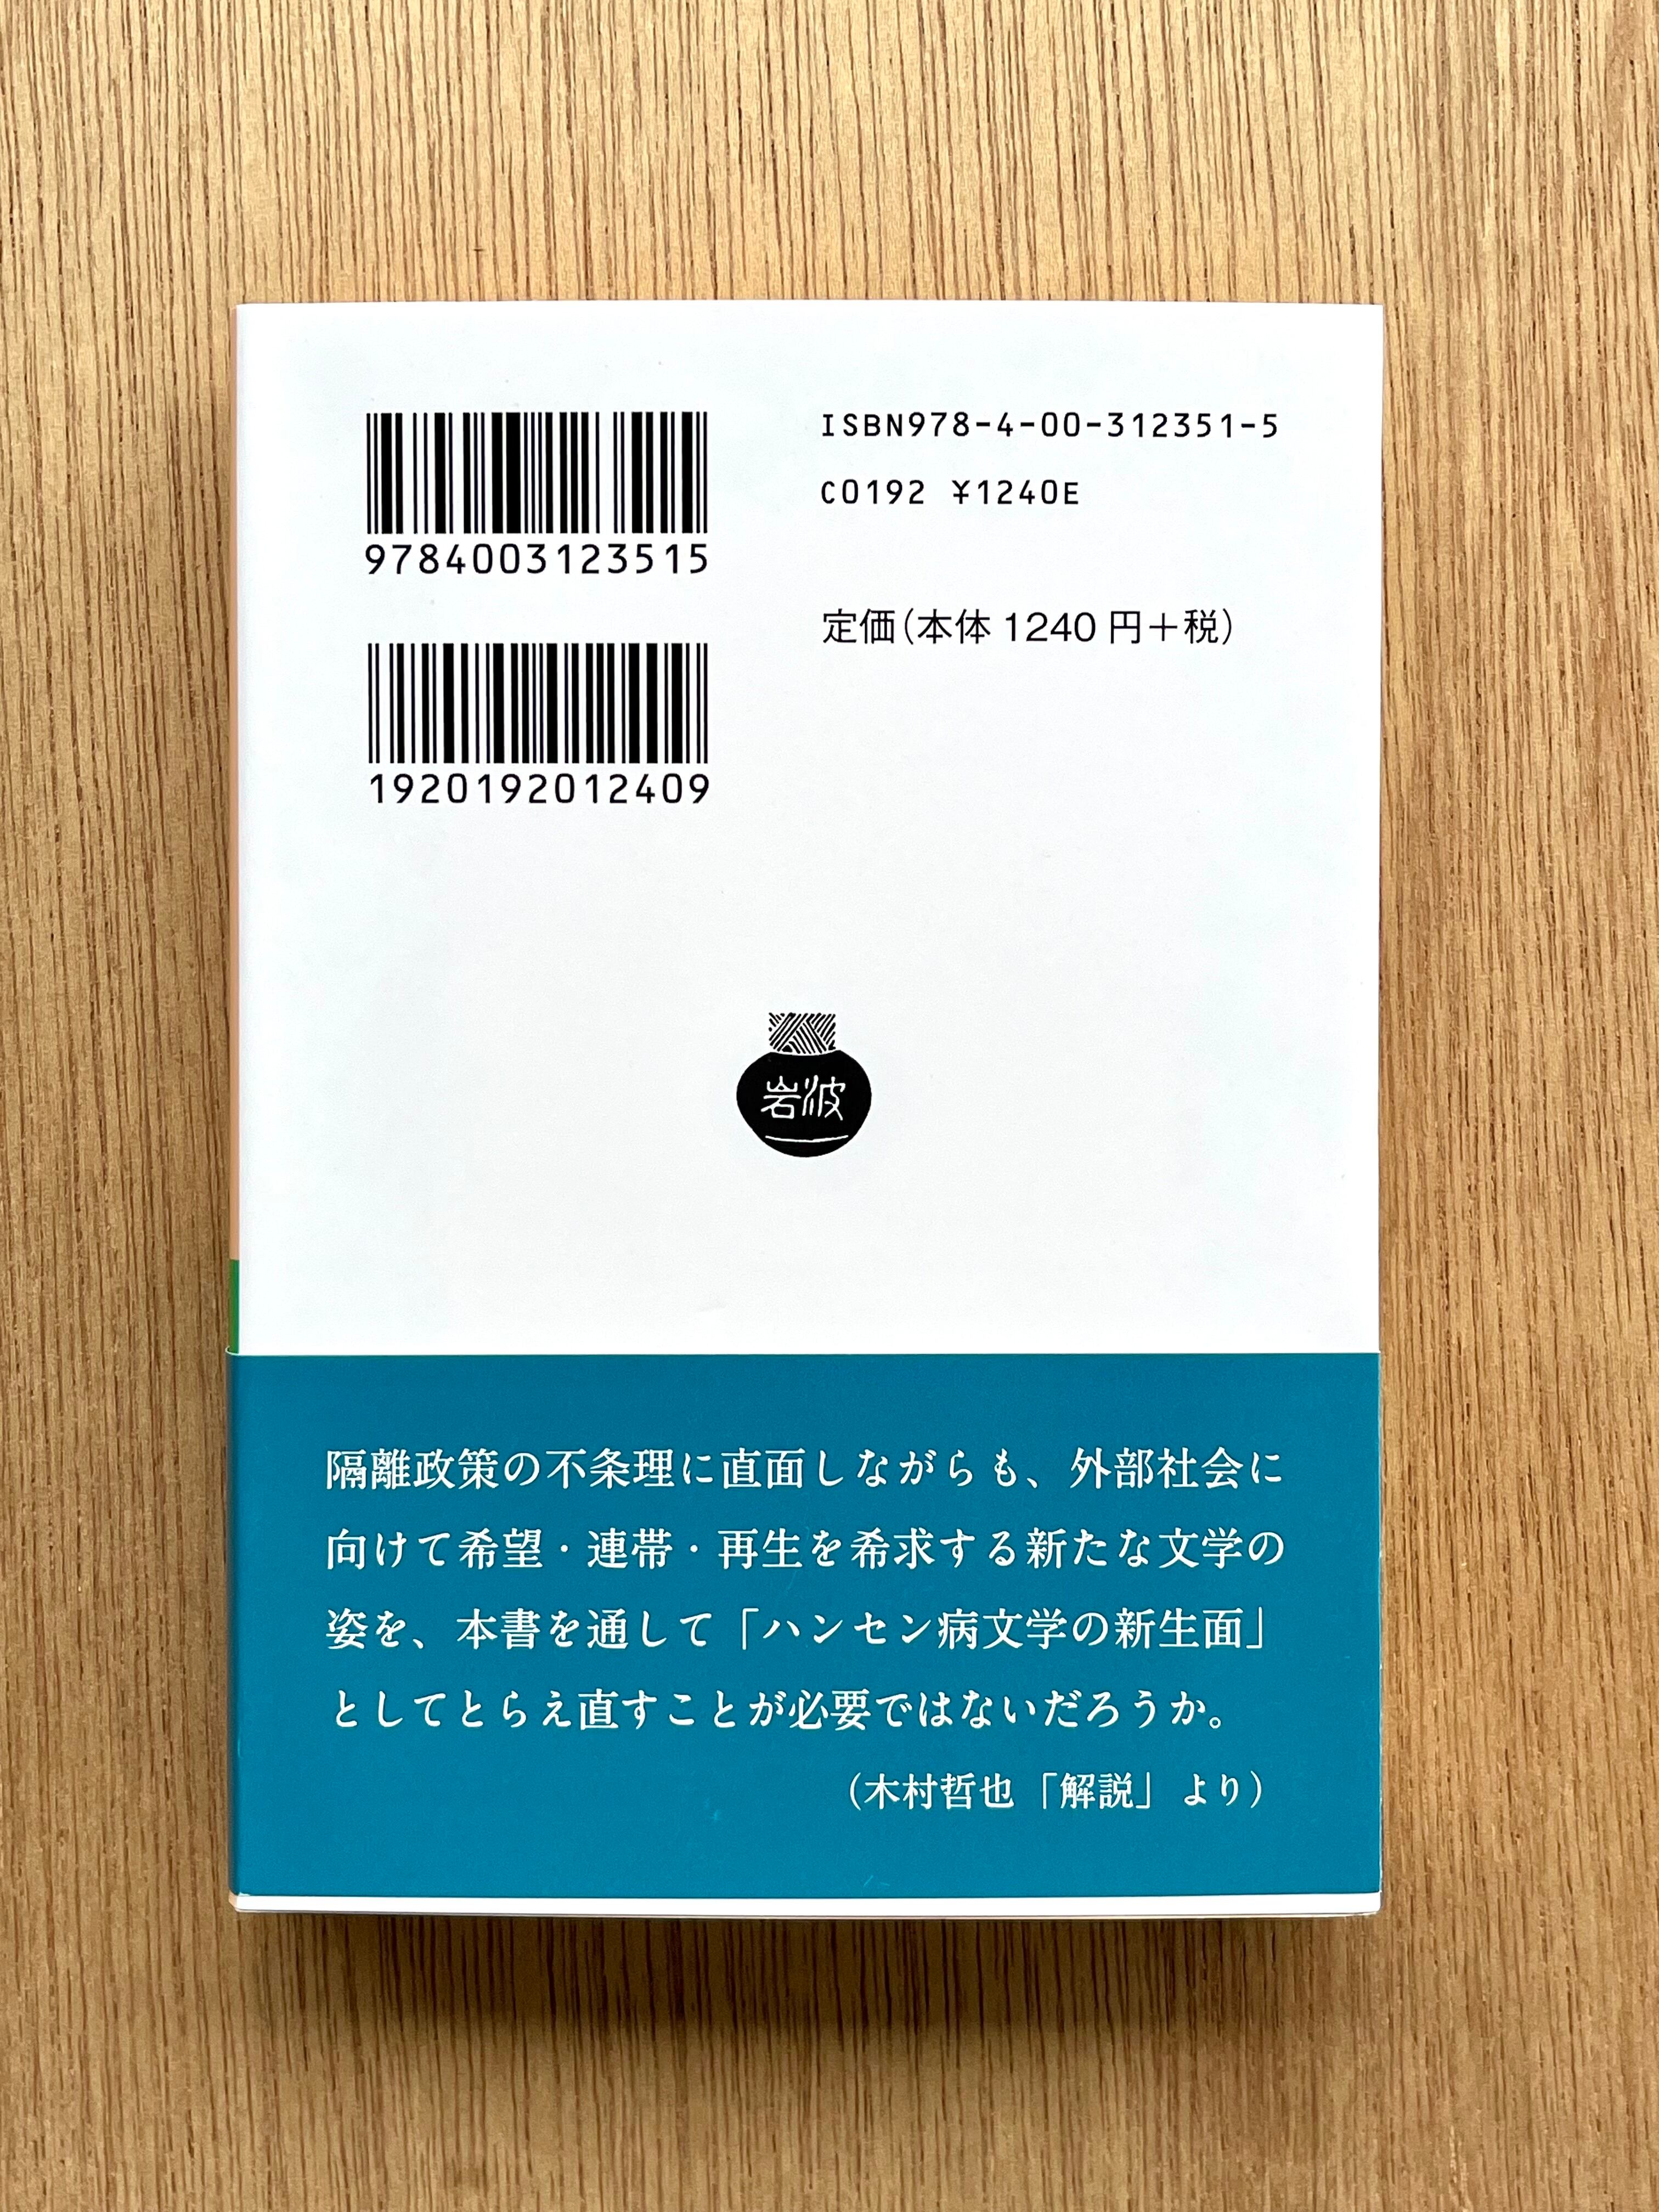 ISBN978-4-00-312351-5
C0192 ¥1240E
9784003123515
定価(本体 1240 円+税)
1920192012409
岩波
隔離政策の不条理に直面しながらも、外部社会に
向けて希望・連帯・再生を希求する新たな文学の
姿を、本書を通して「ハンセン病文学の新生面」
としてとらえ直すことが必要ではないだろうか。
(木村哲也「解説」より)